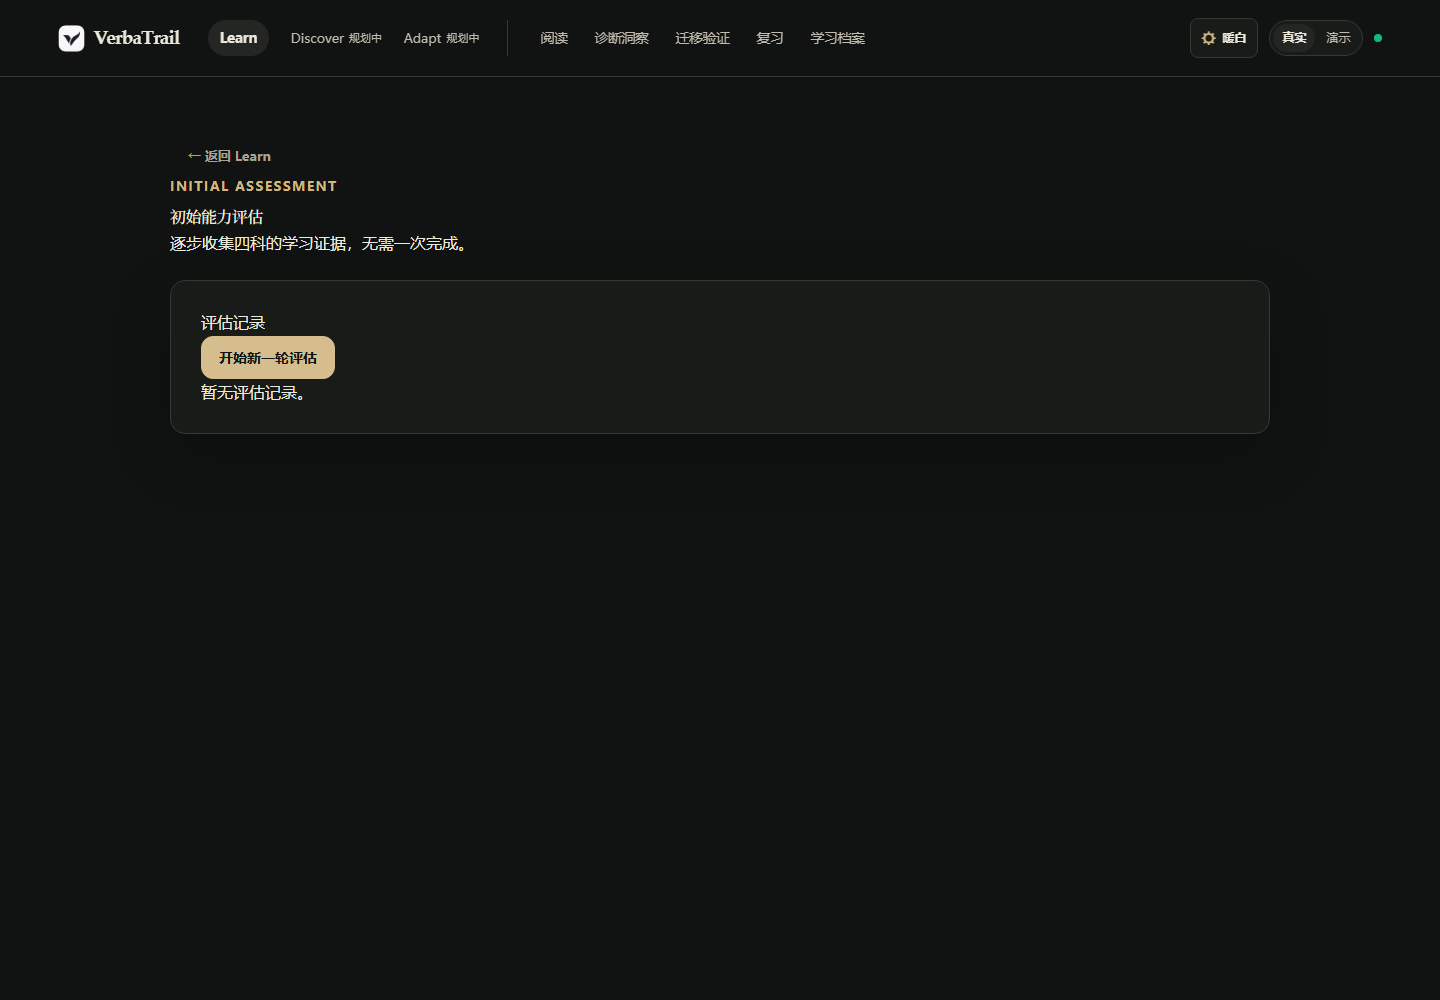 VerbaTrail Learn Discover 规划中 Adapt 规划中 阅读 诊断洞察 迁移验证 复习 学习档案 暖白 真实 演示
← 返回 Learn
INITIAL ASSESSMENT
初始能力评估
逐步收集四科的学习证据，无需一次完成。
评估记录
开始新一轮评估
暂无评估记录。